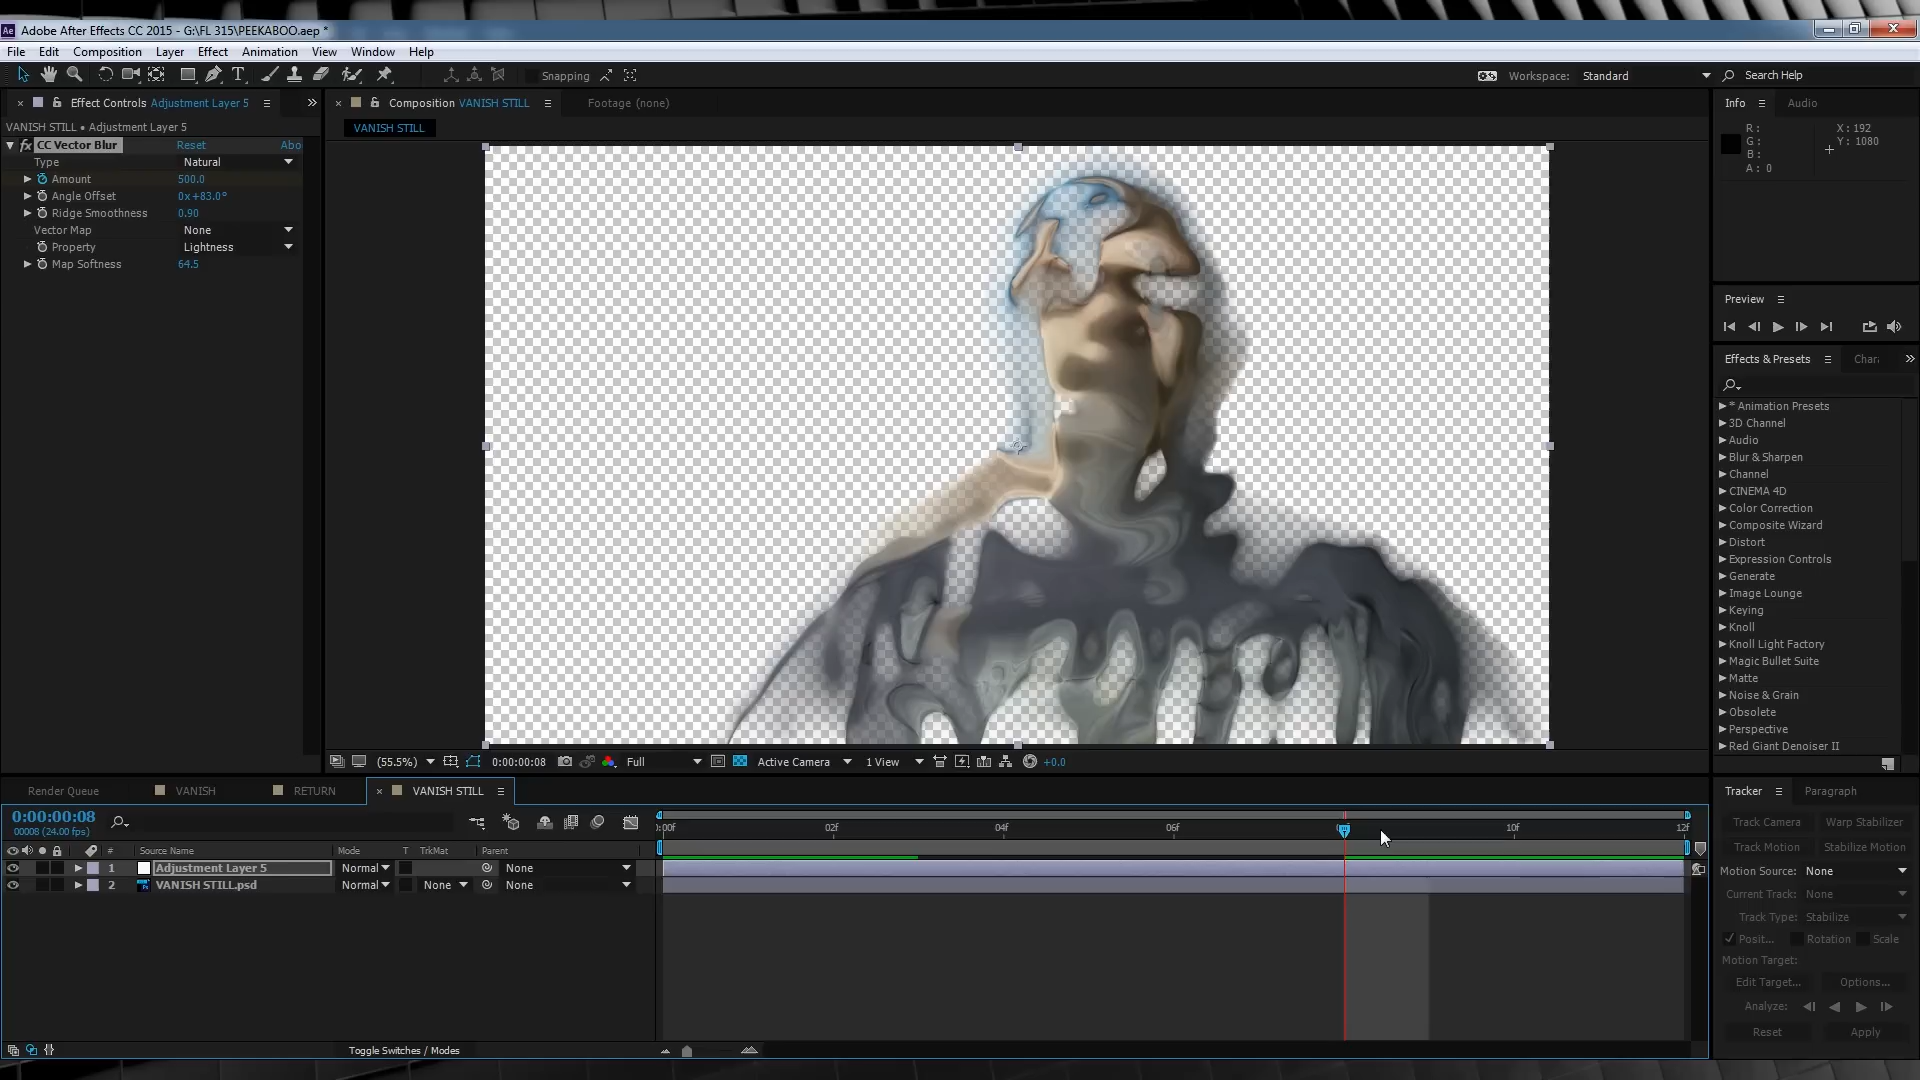 Adobe After Effects CC 2015 - G:\FL 315\PEEKABOO.aep *
File Edit Composition Layer Effect Animation View Window Help
Snapping
Workspace: Standard
Search Help
Effect Controls Adjustment Layer 5
Composition VANISH STILL
Footage (none)
Info Audio
VANISH STILL • Adjustment Layer 5
VANISH STILL
R :
G :
B :
A : 0
X : 192
Y : 1080
fx CC Vector Blur Reset Abo
Type Natural
Amount 500.0
Angle Offset 0x+83.0°
Ridge Smoothness 0.90
Vector Map None
Property Lightness
Map Softness 64.5
Preview
Effects & Presets Char
* Animation Presets
3D Channel
Audio
Blur & Sharpen
Channel
CINEMA 4D
Color Correction
Composite Wizard
Distort
Expression Controls
Generate
Image Lounge
Keying
Knoll
Knoll Light Factory
Magic Bullet Suite
Matte
Noise & Grain
Obsolete
Perspective
Red Giant Denoiser II
(55.5%) 0:00:00:08 Full Active Camera 1 View +0.0
Render Queue VANISH RETURN VANISH STILL
0:00:00:08
00008 (24.00 fps)
:00f 02f 04f 06f 10f 12f
# Source Name Mode T TrkMat Parent
1 Adjustment Layer 5 Normal None
2 VANISH STILL.psd Normal None None
Toggle Switches / Modes
Tracker Paragraph
Track Camera Warp Stabilizer
Track Motion Stabilize Motion
Motion Source: None
Current Track: None
Track Type: Stabilize
Posit... Rotation Scale
Motion Target:
Edit Target... Options...
Analyze:
Reset Apply